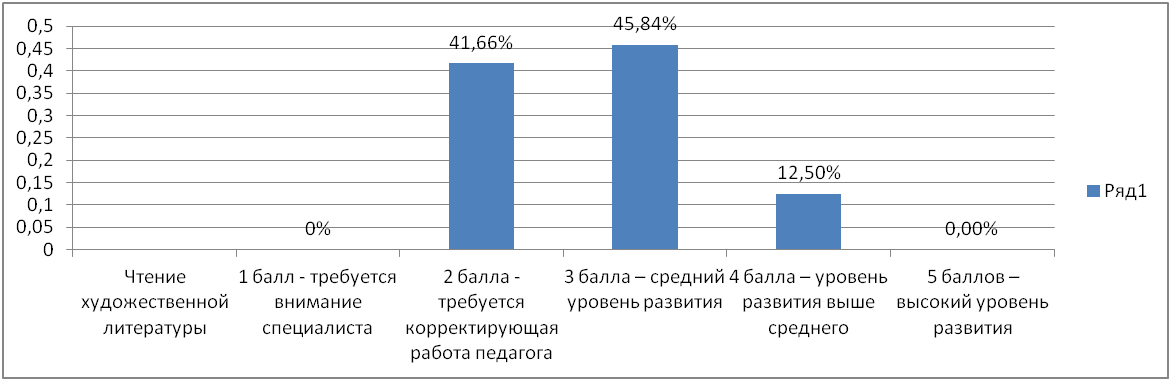 0,5
0,45
0,4
0,35
0,3
0,25
0,2
0,15
0,1
0,05
0
0%
41,66%
45,84%
12,50%
0,00%
Чтение
художественной
литературы
1 балл - требуется
внимание
специалиста
2 балла -
требуется
корректирующая
работа педагога
3 балла – средний
уровень развития
4 балла – уровень
развития выше
среднего
5 баллов –
высокий уровень
развития
Ряд1